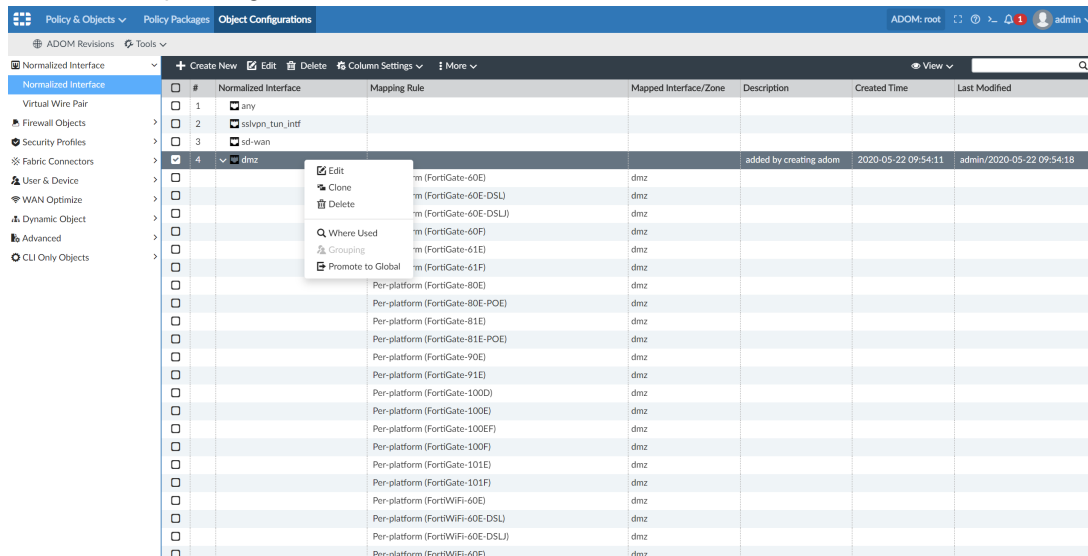 Policy & Objects Policy Packages Object Configurations ADOM: root 1 admin
ADOM Revisions Tools
Normalized Interface
Normalized Interface
Virtual Wire Pair
Firewall Objects
Security Profiles
Fabric Connectors
User & Device
WAN Optimize
Dynamic Object
Advanced
CLI Only Objects
Create New Edit Delete Column Settings More View
# Normalized Interface Mapping Rule Mapped Interface/Zone Description Created Time Last Modified
1 any
2 sslvpn_tun_intf
3 sd-wan
4 dmz added by creating adom 2020-05-22 09:54:11 admin/2020-05-22 09:54:18
Edit
Clone
Delete
Where Used
Grouping
Promote to Global
rm (FortiGate-60E) dmz
rm (FortiGate-60E-DSL) dmz
rm (FortiGate-60E-DSLJ) dmz
rm (FortiGate-60F) dmz
rm (FortiGate-61E) dmz
rm (FortiGate-61F) dmz
Per-platform (FortiGate-80E) dmz
Per-platform (FortiGate-80E-POE) dmz
Per-platform (FortiGate-81E) dmz
Per-platform (FortiGate-81E-POE) dmz
Per-platform (FortiGate-90E) dmz
Per-platform (FortiGate-91E) dmz
Per-platform (FortiGate-100D) dmz
Per-platform (FortiGate-100E) dmz
Per-platform (FortiGate-100EF) dmz
Per-platform (FortiGate-100F) dmz
Per-platform (FortiGate-101E) dmz
Per-platform (FortiGate-101F) dmz
Per-platform (FortiWiFi-60E) dmz
Per-platform (FortiWiFi-60E-DSL) dmz
Per-platform (FortiWiFi-60E-DSLJ) dmz
Per-platform (FortiWiFi-60F) dmz